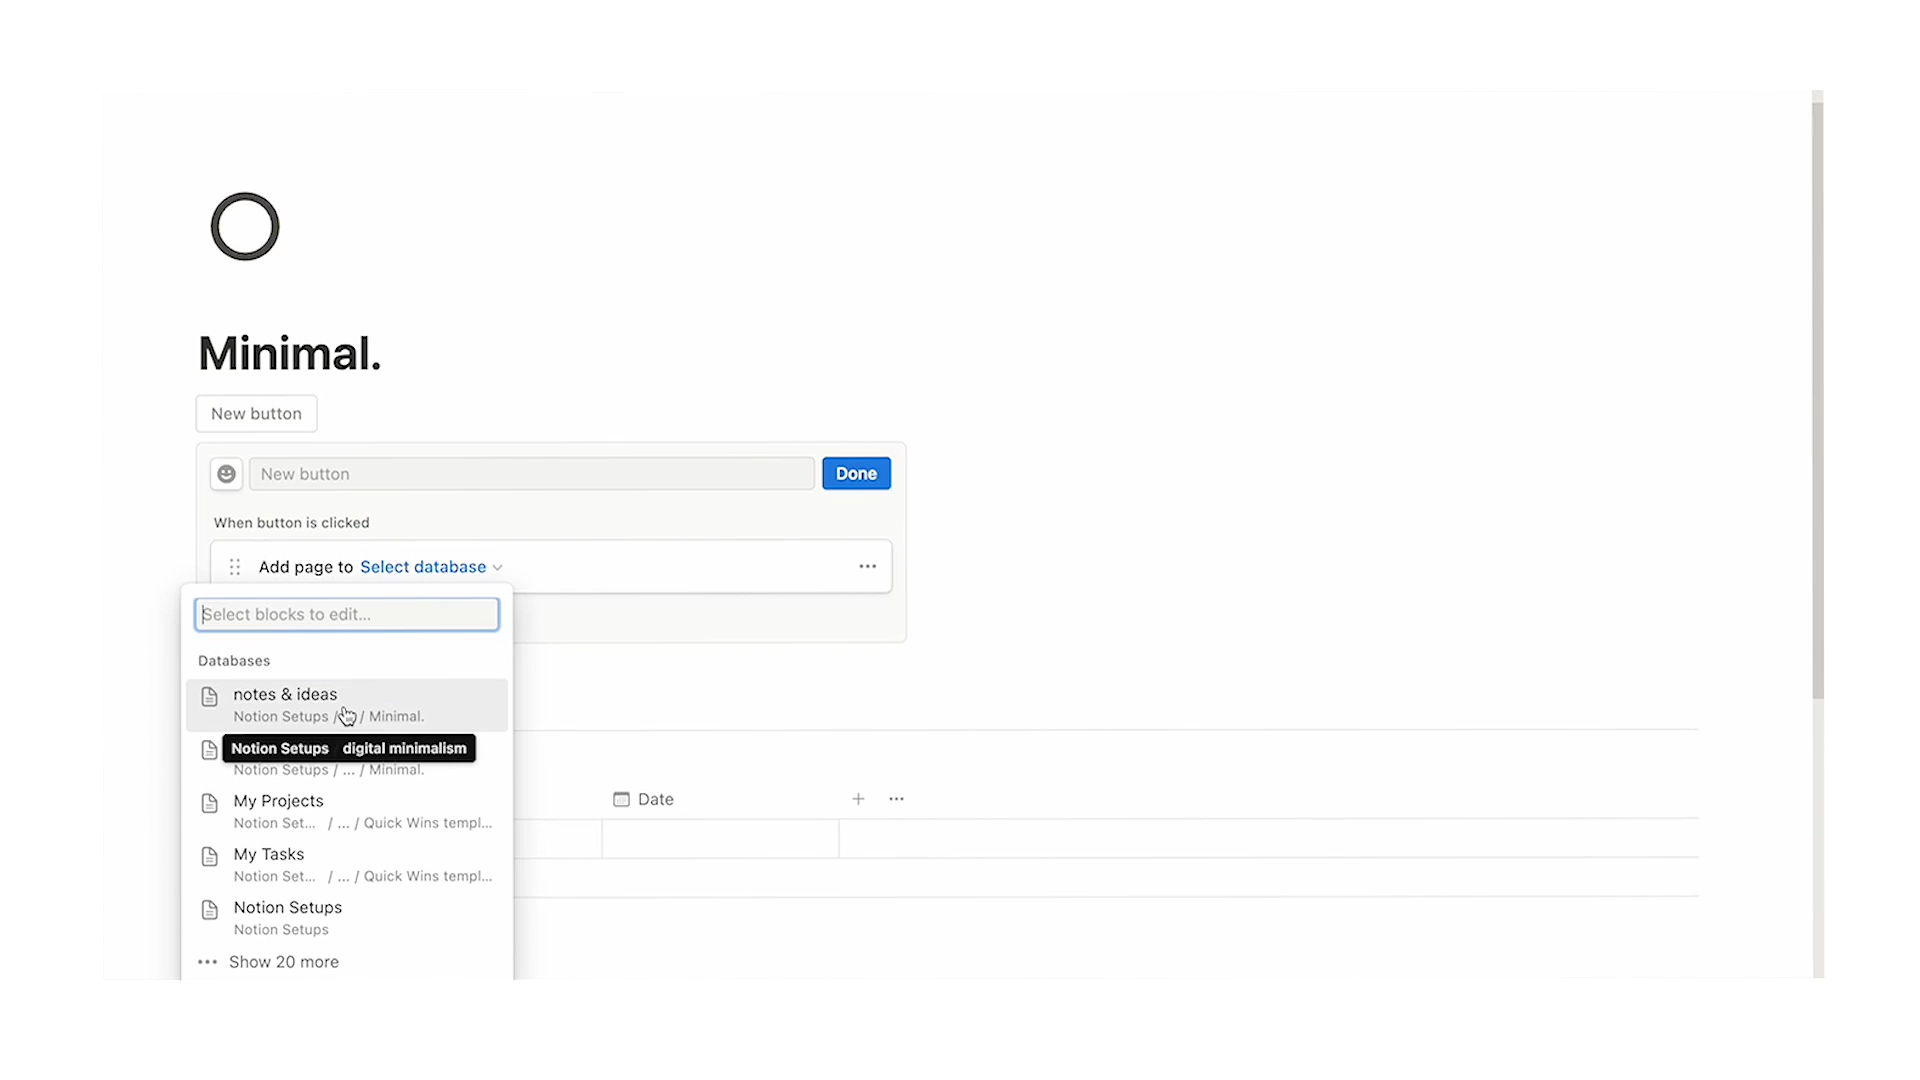 Minimal.
New button
New button
Done
When button is clicked
Add page to Select database
Select blocks to edit...
Databases
notes & ideas
Notion Setups / / Minimal.
Notion Setups digital minimalism
Notion Setups / ... / Minimal.
My Projects
Notion Set... / ... / Quick Wins templ...
Date
My Tasks
Notion Set... / ... / Quick Wins templ...
Notion Setups
Notion Setups
Show 20 more